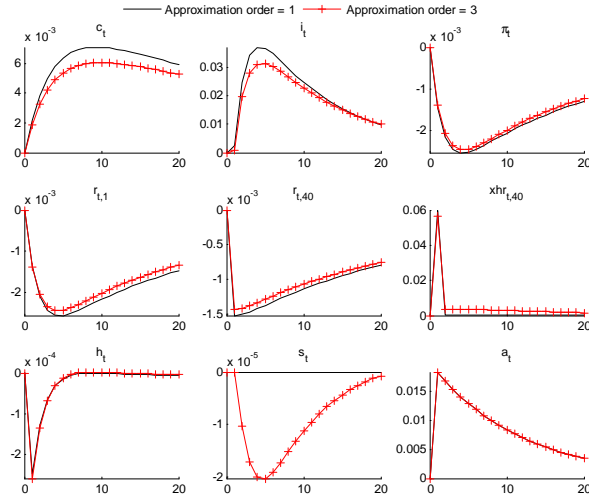 Approximation order = 1 Approximation order = 3
x 10^-3 c_t i_t x 10^-3 π_t
6 4 2 0 0.03 0.02 0.01 0 0 -1 -2
0 10 20 0 10 20 0 10 20
x 10^-3 r_t,1 x 10^-3 r_t,40 xhr_t,40
0 -1 -2 0 -0.5 -1 -1.5 0.06 0.04 0.02 0
0 10 20 0 10 20 0 10 20
x 10^-4 h_t x 10^-5 s_t a_t
0 -1 -2 0 -1 -2 0.015 0.01 0.005 0
0 10 20 0 10 20 0 10 20